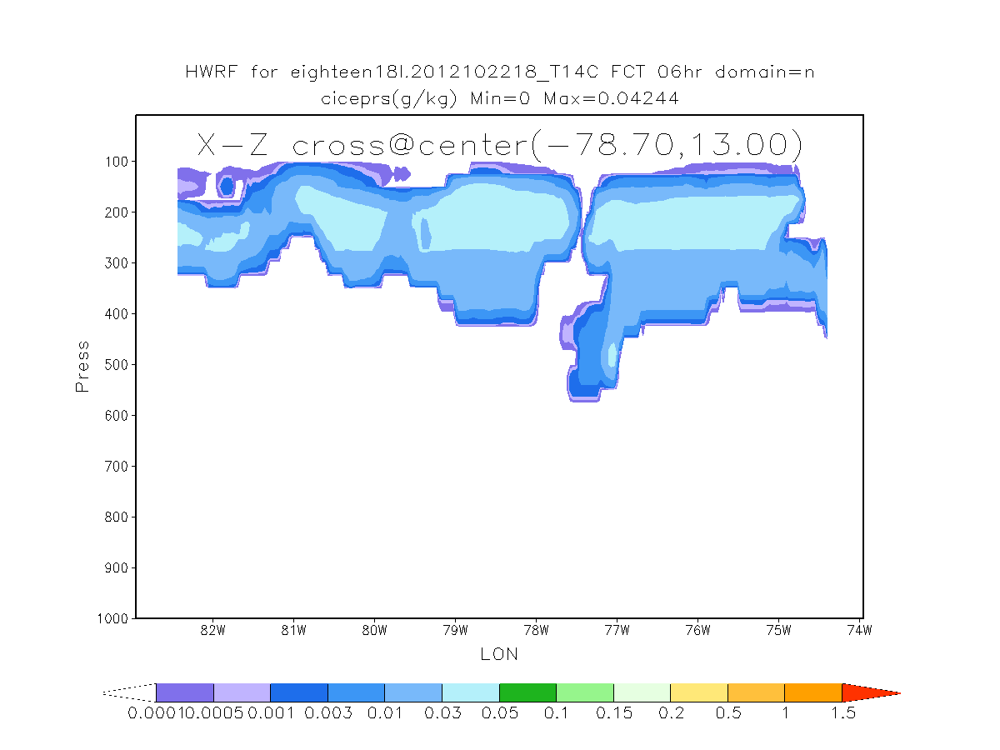 HWRF for eighteen18l.2012102218_T14C FCT 06hr domain=n
ciceprs(g/kg) Min=0 Max=0.04244
X-Z cross@center(-78.70,13.00)
100
200
300
400
500
600
700
800
900
1000
Press
82W 81W 80W 79W 78W 77W 76W 75W 74W
LON
0.0001 0.0005 0.001 0.003 0.01 0.03 0.05 0.1 0.15 0.2 0.5 1 1.5